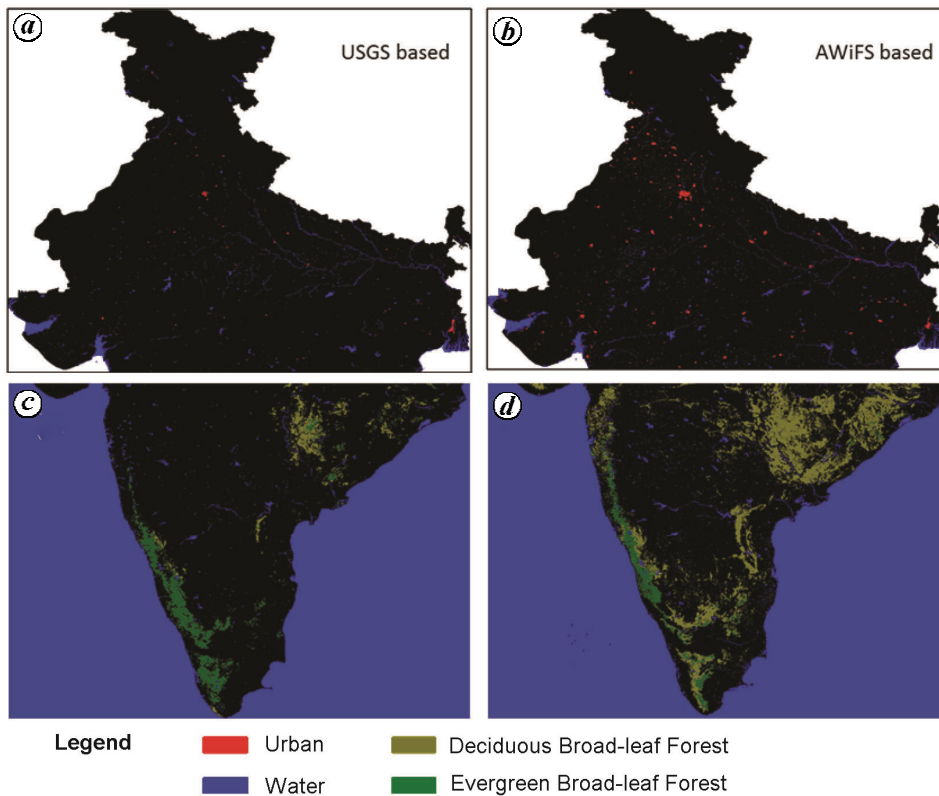 a
USGS based
b
AWiFS based
c
d
Legend
Urban
Deciduous Broad-leaf Forest
Water
Evergreen Broad-leaf Forest